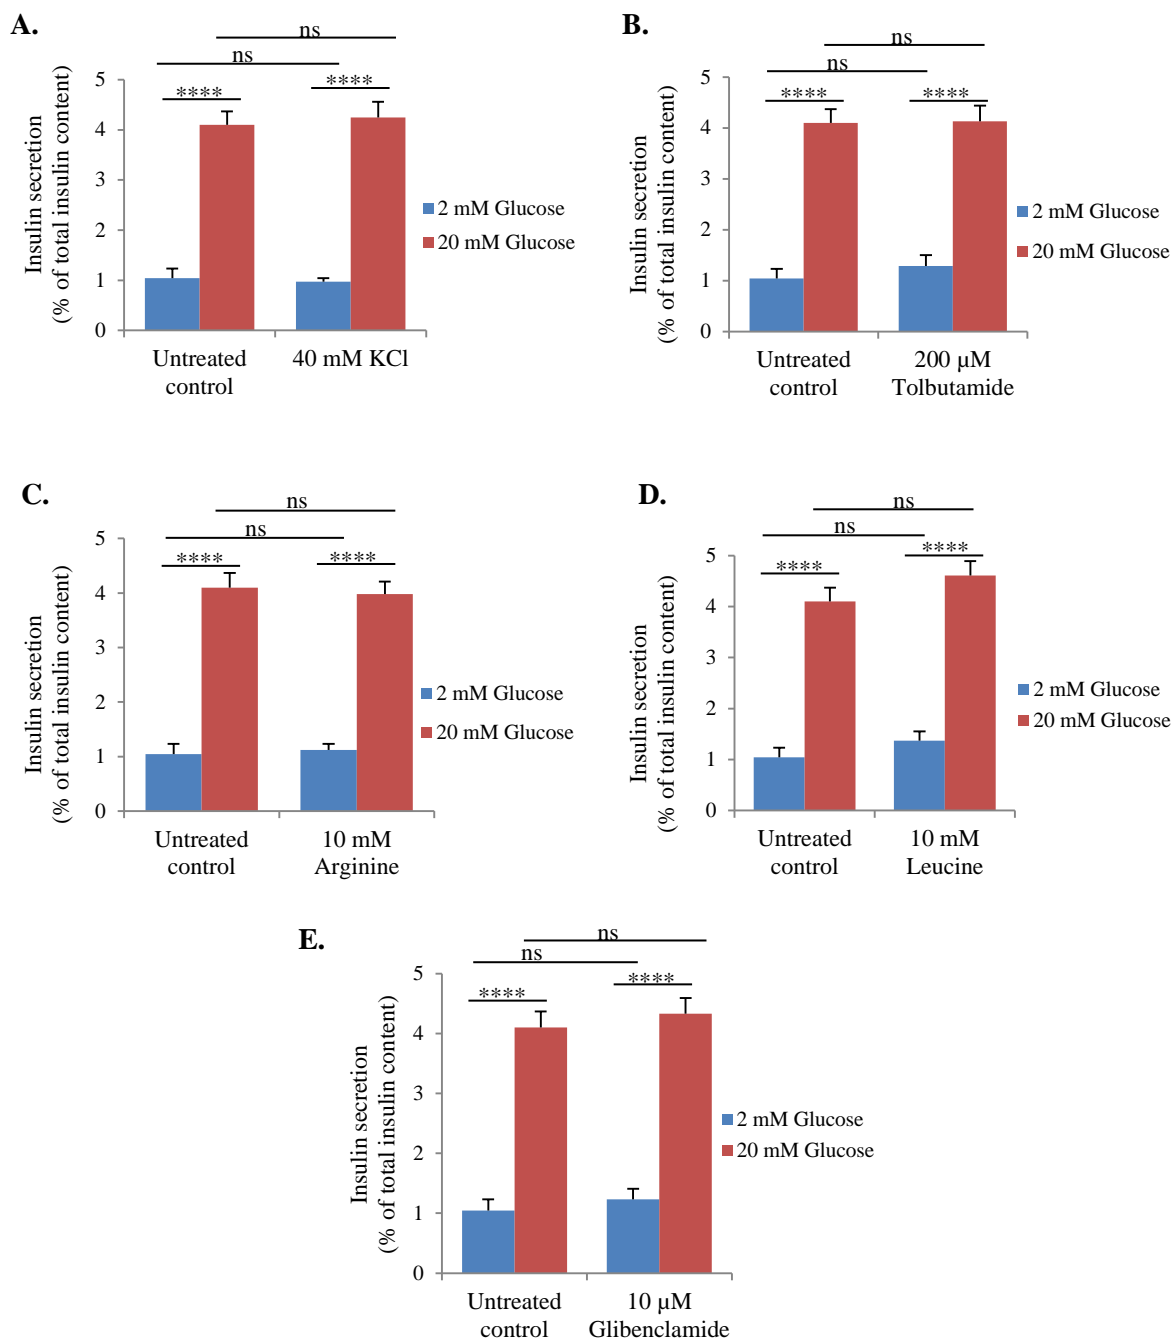 A.
ns
ns
****
****
Insulin secretion
(% of total insulin content)
5
4
3
2
1
0
2 mM Glucose
20 mM Glucose
Untreated
control
40 mM KCl
B.
ns
ns
****
****
Insulin secretion
(% of total insulin content)
5
4
3
2
1
0
2 mM Glucose
20 mM Glucose
Untreated
control
200 µM
Tolbutamide
C.
ns
ns
****
****
Insulin secretion
(% of total insulin content)
5
4
3
2
1
0
2 mM Glucose
20 mM Glucose
Untreated
control
10 mM
Arginine
D.
ns
ns
****
****
Insulin secretion
(% of total insulin content)
5
4
3
2
1
0
2 mM Glucose
20 mM Glucose
Untreated
control
10 mM
Leucine
E.
ns
ns
****
****
Insulin secretion
(% of total insulin content)
5
4
3
2
1
0
2 mM Glucose
20 mM Glucose
Untreated
control
10 µM
Glibenclamide